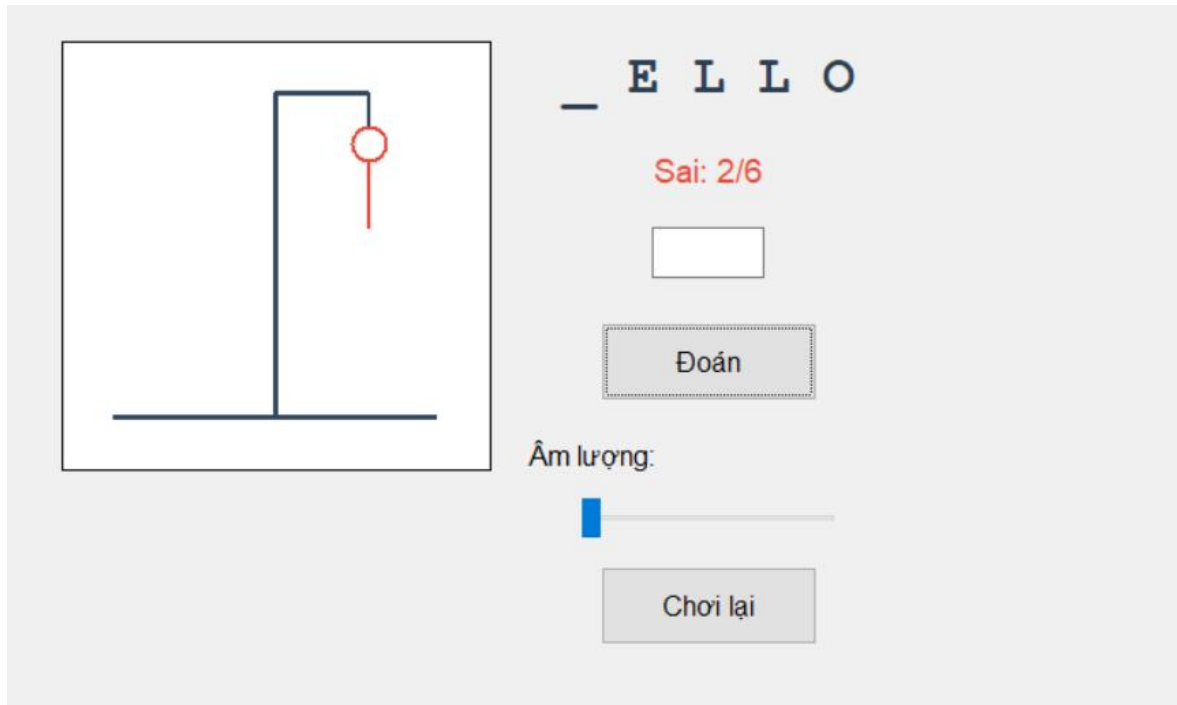 _ E L L O
Sai: 2/6
Đoán
Âm lượng:
Chơi lại